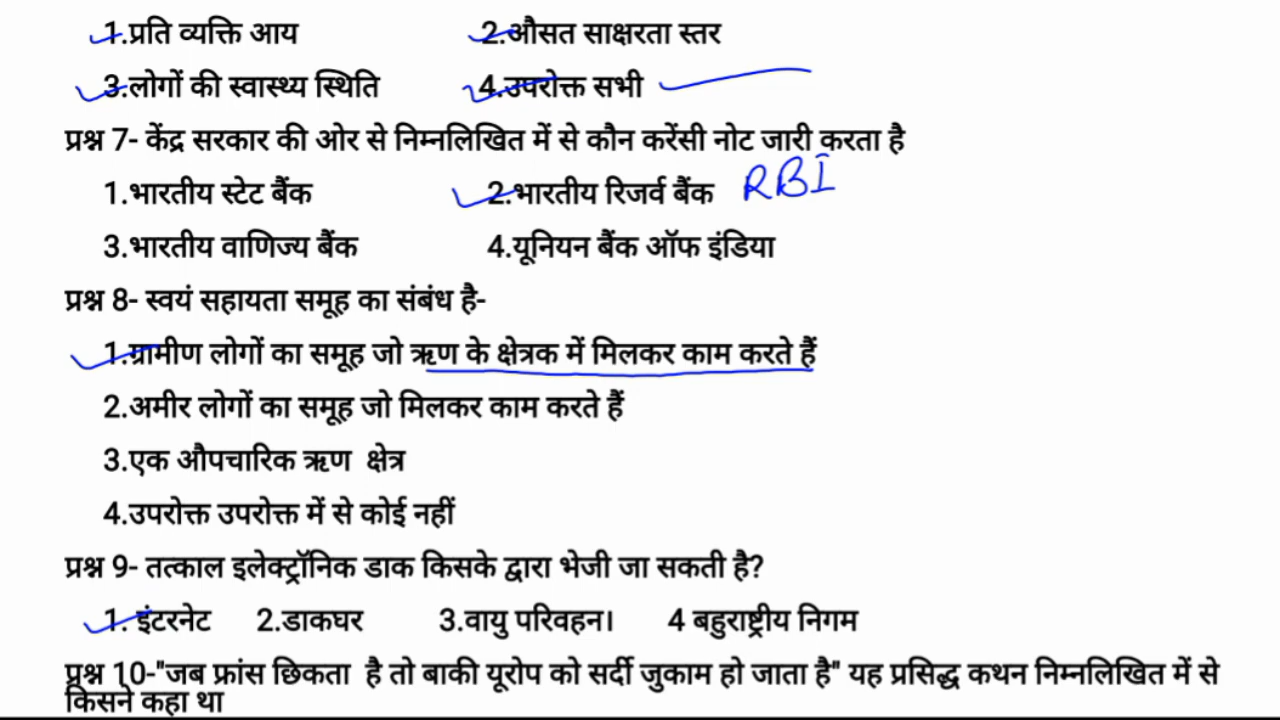 1.प्रति व्यक्ति आय 2.औसत साक्षरता स्तर
3.लोगों की स्वास्थ्य स्थिति 4.उपरोक्त सभी
प्रश्न 7- केंद्र सरकार की ओर से निम्नलिखित में से कौन करेंसी नोट जारी करता है
1.भारतीय स्टेट बैंक 2.भारतीय रिजर्व बैंक RBI
3.भारतीय वाणिज्य बैंक 4.यूनियन बैंक ऑफ इंडिया
प्रश्न 8- स्वयं सहायता समूह का संबंध है-
1.ग्रामीण लोगों का समूह जो ऋण के क्षेत्रक में मिलकर काम करते हैं
2.अमीर लोगों का समूह जो मिलकर काम करते हैं
3.एक औपचारिक ऋण क्षेत्र
4.उपरोक्त उपरोक्त में से कोई नहीं
प्रश्न 9- तत्काल इलेक्ट्रॉनिक डाक किसके द्वारा भेजी जा सकती है?
1. इंटरनेट 2.डाकघर 3.वायु परिवहन। 4 बहुराष्ट्रीय निगम
प्रश्न 10-"जब फ्रांस छिकता है तो बाकी यूरोप को सर्दी जुकाम हो जाता है" यह प्रसिद्ध कथन निम्नलिखित में से
किसने कहा था